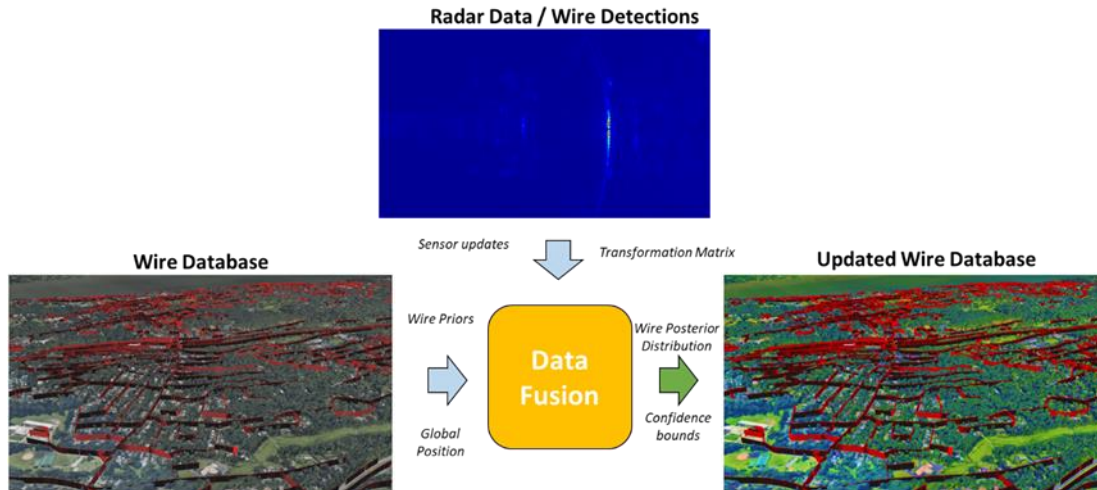 Radar Data / Wire Detections
Sensor updates
Transformation Matrix
Wire Database
Updated Wire Database
Wire Priors
Global
Position
Data
Fusion
Wire Posterior
Distribution
Confidence
bounds